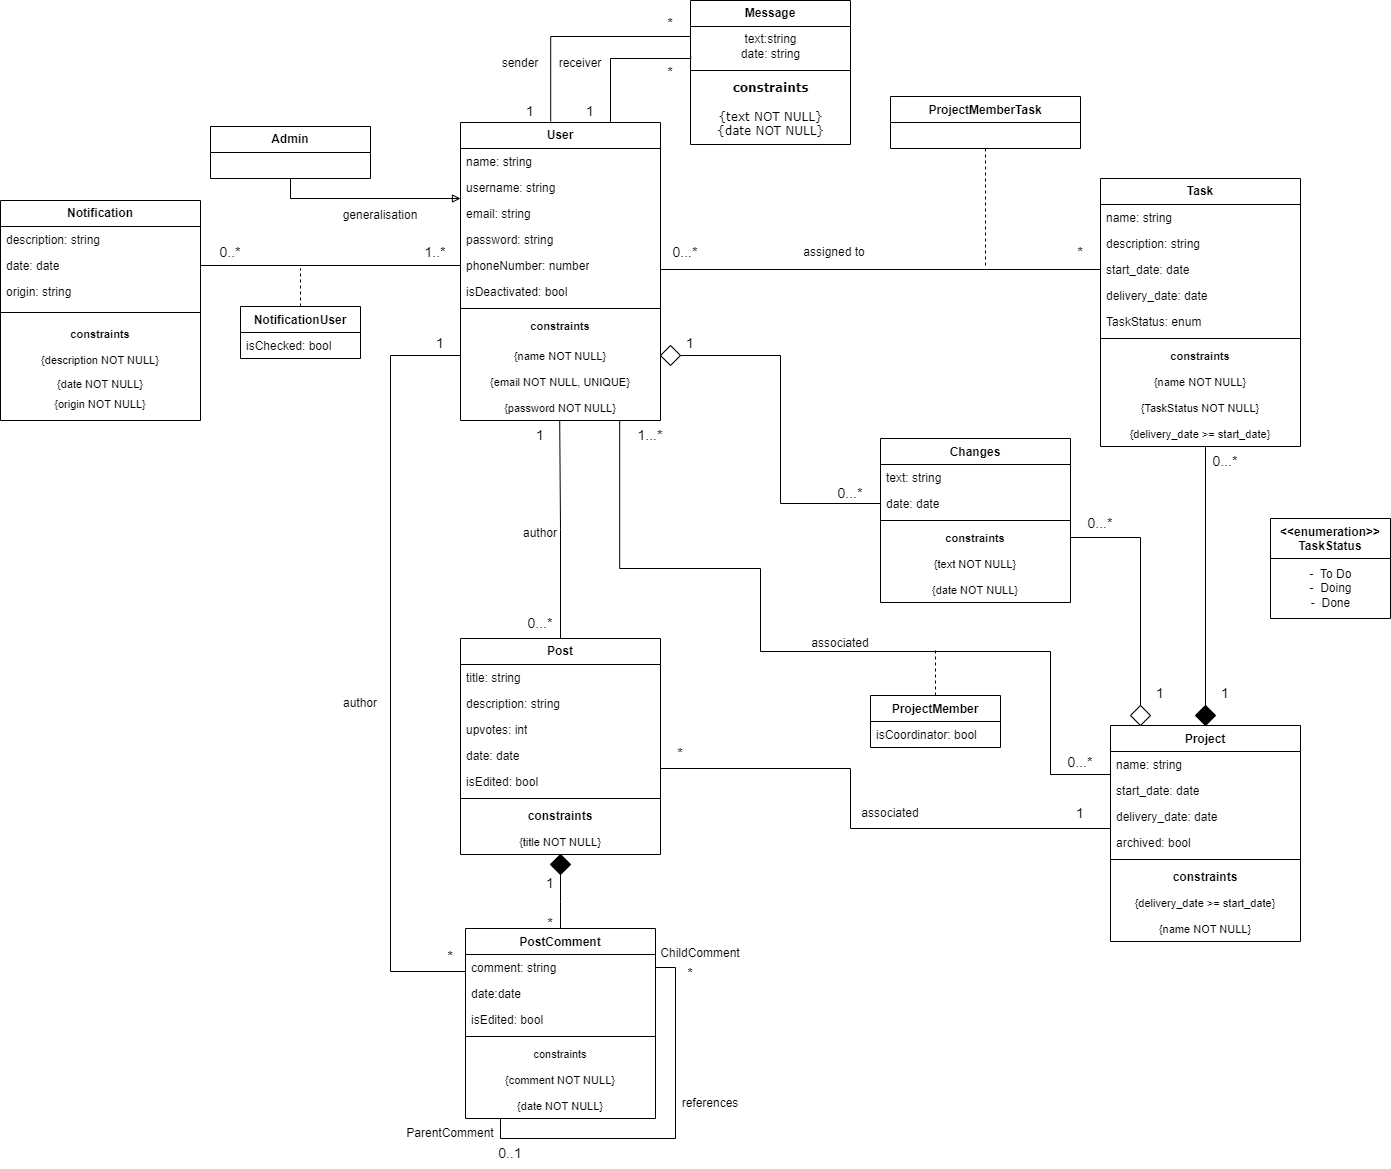 Message
text:string
date: string
constraints
{text NOT NULL}
{date NOT NULL}
*
*
sender
receiver
1
1
ProjectMemberTask
Admin
generalisation
User
name: string
username: string
email: string
password: string
phoneNumber: number
isDeactivated: bool
constraints
{name NOT NULL}
{email NOT NULL, UNIQUE}
{password NOT NULL}
Notification
description: string
date: date
origin: string
constraints
{description NOT NULL}
{date NOT NULL}
{origin NOT NULL}
0..*
1..*
NotificationUser
isChecked: bool
0...*
assigned to
*
Task
name: string
description: string
start_date: date
delivery_date: date
TaskStatus: enum
constraints
{name NOT NULL}
{TaskStatus NOT NULL}
{delivery_date >= start_date}
1
1
1
1...*
0...*
0...*
Changes
text: string
date: date
constraints
{text NOT NULL}
{date NOT NULL}
0...*
<<enumeration>>
TaskStatus
- To Do
- Doing
- Done
author
0...*
associated
ProjectMember
isCoordinator: bool
1
1
author
Post
title: string
description: string
upvotes: int
date: date
isEdited: bool
constraints
{title NOT NULL}
*
0...*
associated
1
Project
name: string
start_date: date
delivery_date: date
archived: bool
constraints
{delivery_date >= start_date}
{name NOT NULL}
1
*
*
PostComment
comment: string
date:date
isEdited: bool
constraints
{comment NOT NULL}
{date NOT NULL}
ChildComment
*
references
ParentComment
0..1